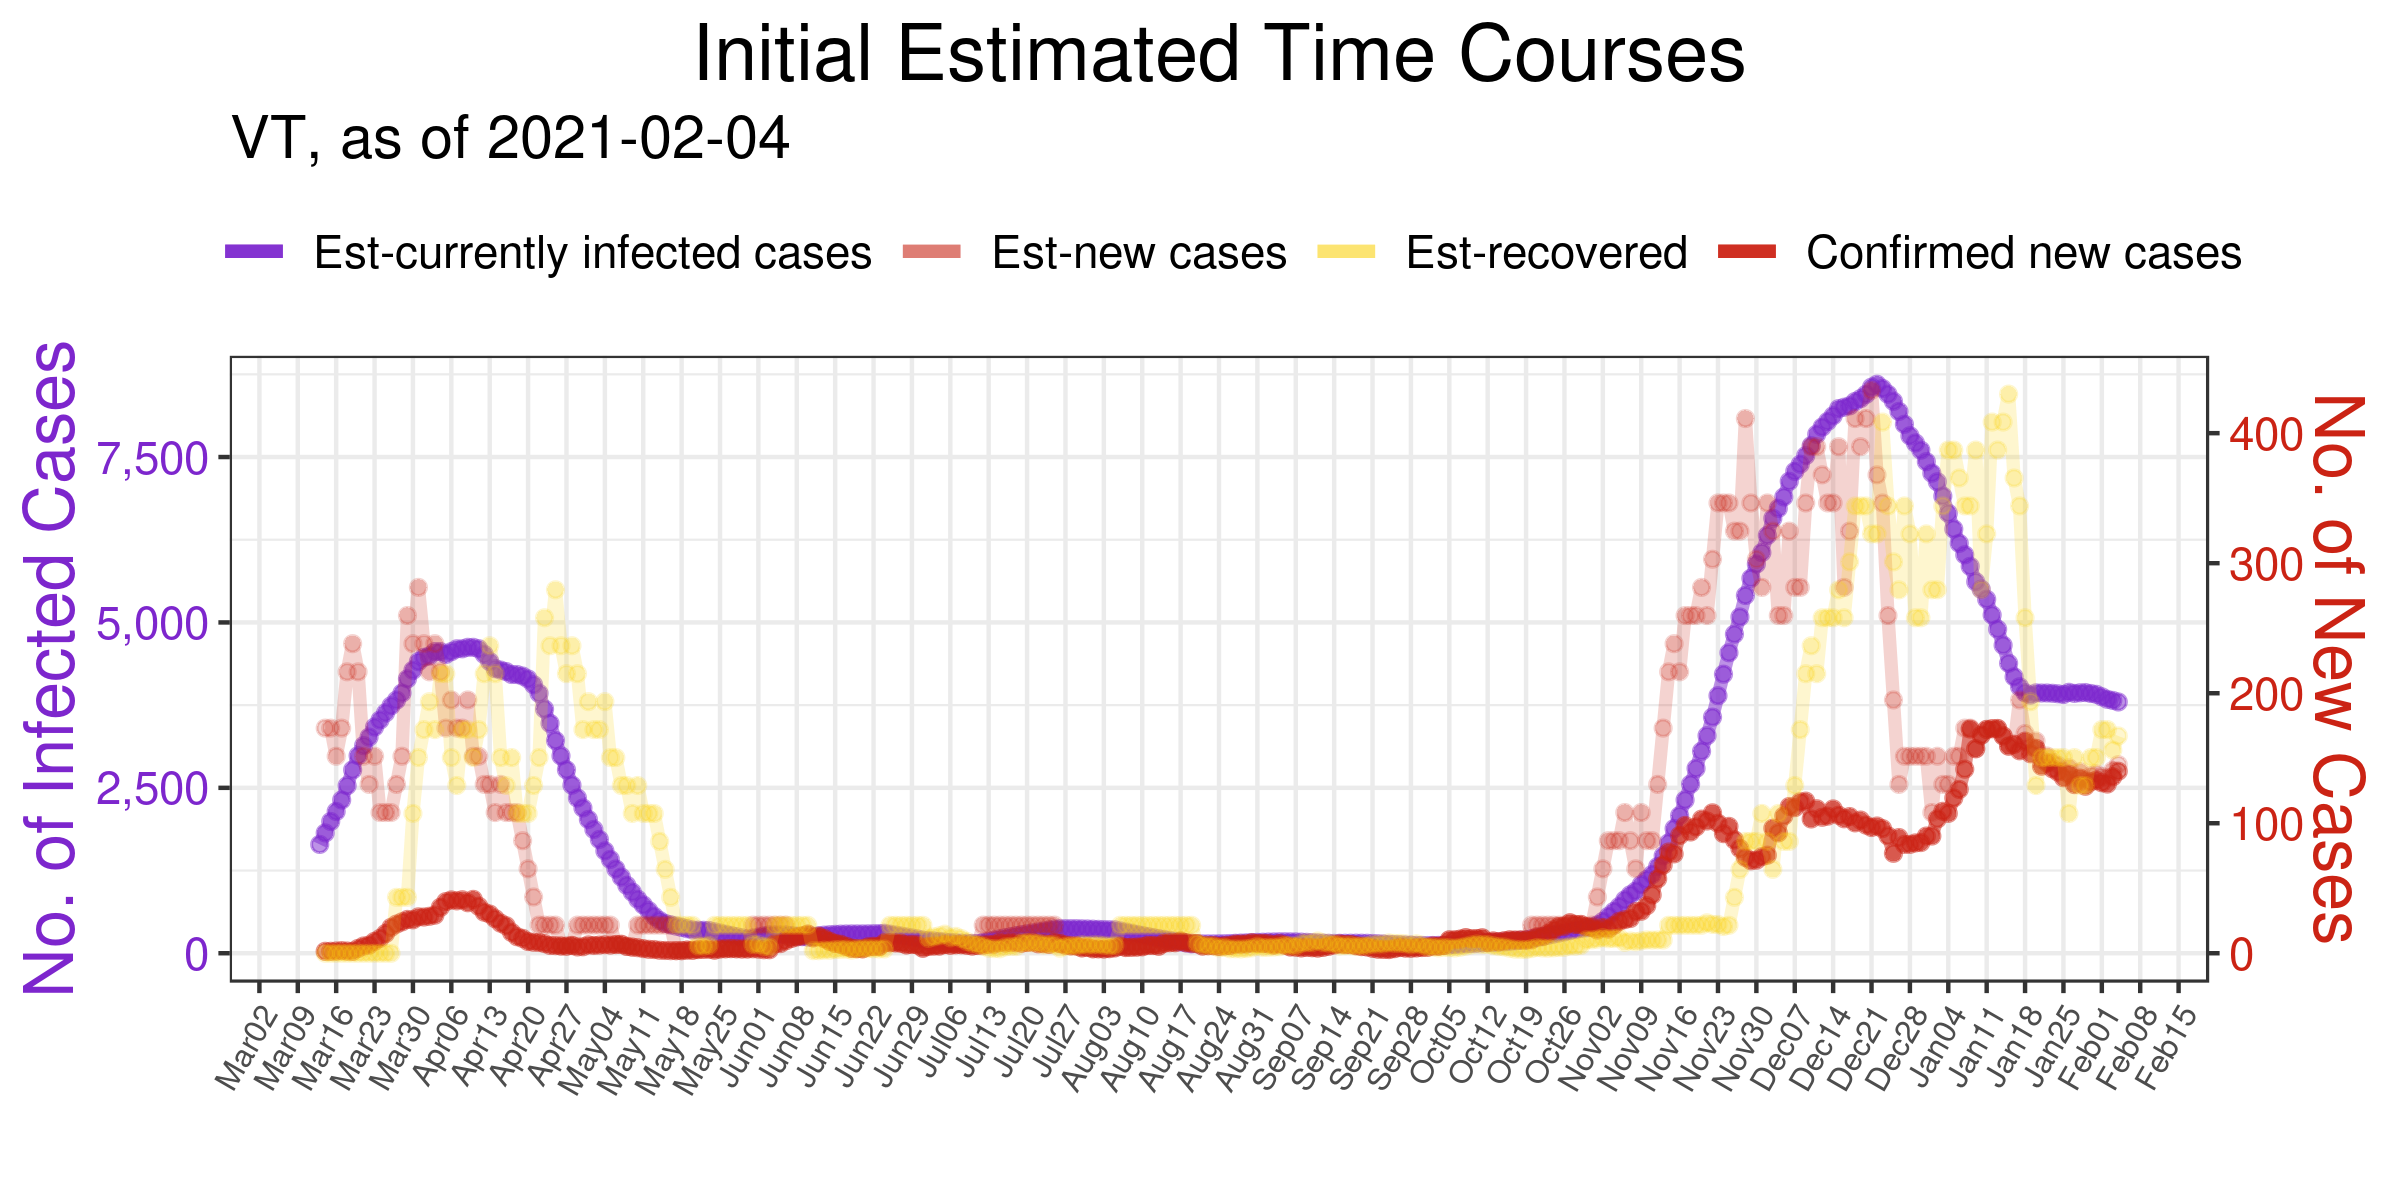 Initial Estimated Time Courses
VT, as of 2021-02-04
Est-currently infected cases
Est-new cases
Est-recovered
Confirmed new cases
No. of Infected Cases
7,500
5,000
2,500
0
400
300
200
100
0
No. of New Cases
Mar02
Mar09
Mar16
Mar23
Mar30
Apr06
Apr13
Apr20
Apr27
May04
May11
May18
May25
Jun01
Jun08
Jun15
Jun22
Jun29
Jul06
Jul13
Jul20
Jul27
Aug03
Aug10
Aug17
Aug24
Aug31
Sep07
Sep14
Sep21
Sep28
Oct05
Oct12
Oct19
Oct26
Nov02
Nov09
Nov16
Nov23
Nov30
Dec07
Dec14
Dec21
Dec28
Jan04
Jan11
Jan18
Jan25
Feb01
Feb08
Feb15